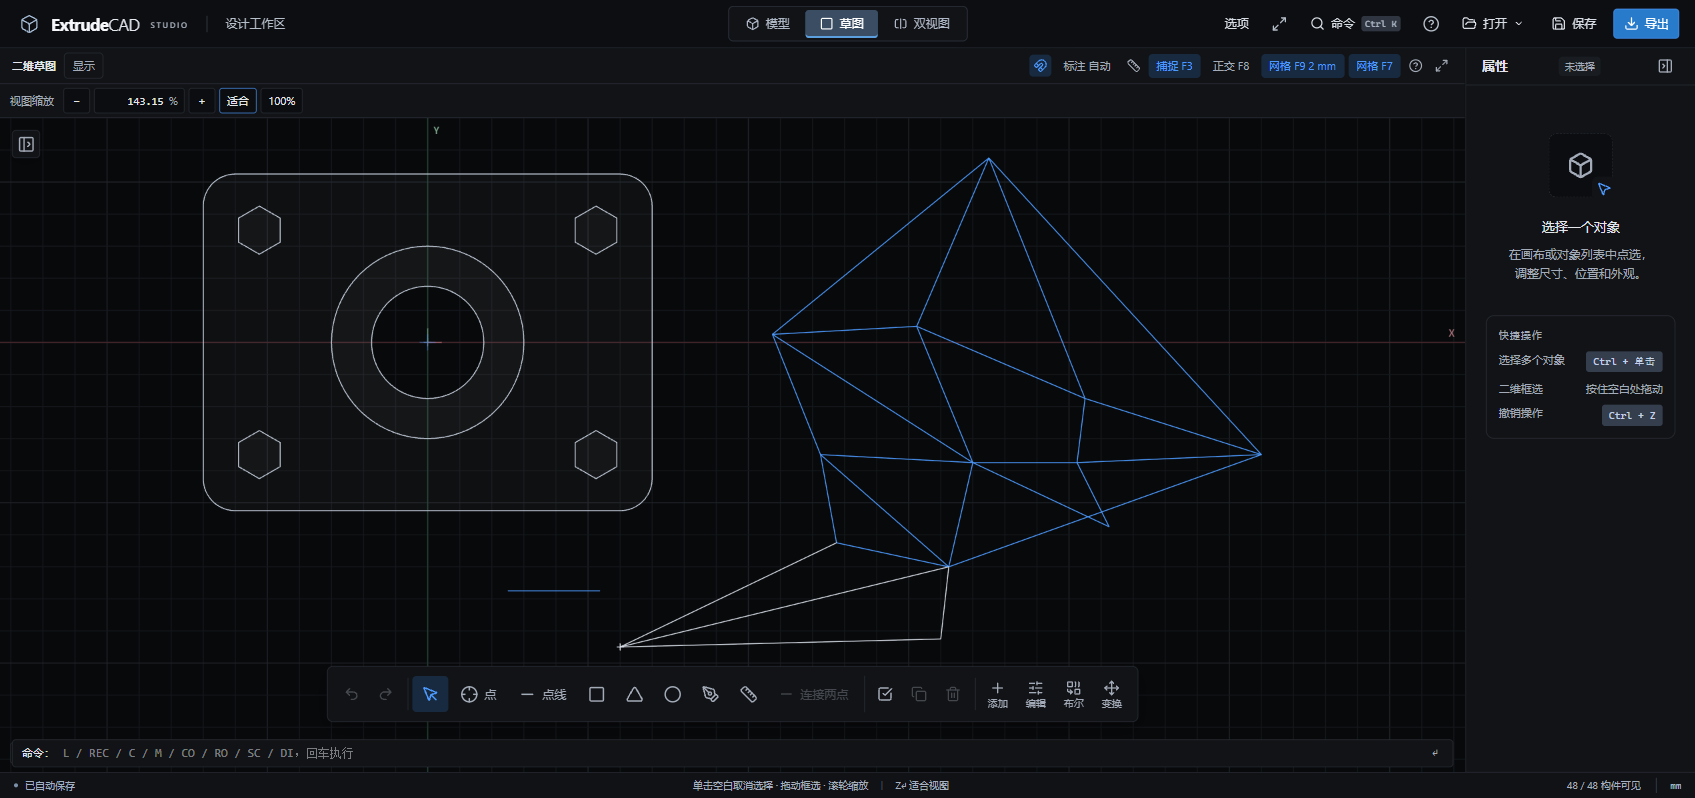 ExtrudeCAD STUDIO 设计工作区 模型 草图 双视图 选项 命令 Ctrl K 打开 保存 导出
二维草图 显示 标注 自动 捕捉 F3 正交 F8 网格 F9 2 mm 网格 F7 属性 未选择
视图缩放 − 143.15 % + 适合 100%
Y
X
选择一个对象
在画布或对象列表中点选，
调整尺寸、位置和外观。
快捷操作
选择多个对象 Ctrl + 单击
二维框选 按住空白处拖动
撤销操作 Ctrl + Z
点 点线 连接两点 添加 编辑 布尔 变换
命令： L / REC / C / M / CO / RO / SC / DI，回车执行
已自动保存 单击空白取消选择 · 拖动框选 · 滚轮缩放 Z↵ 适合视图 48 / 48 构件可见 mm